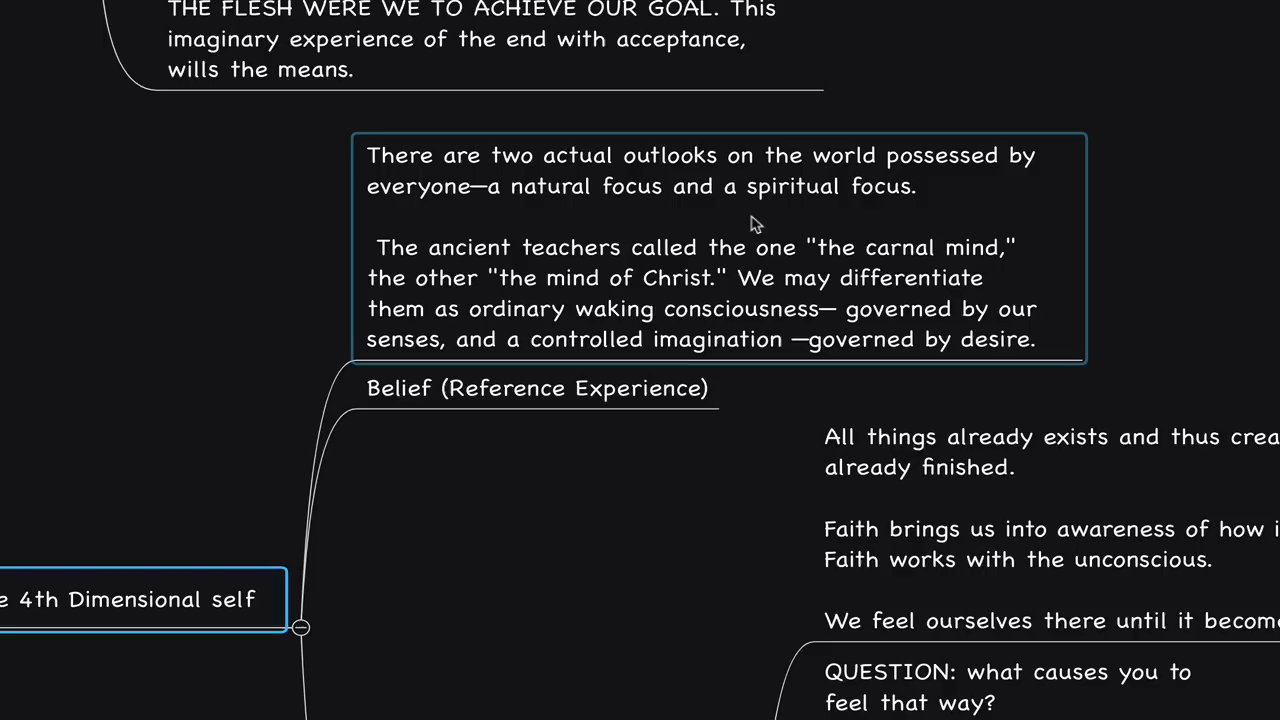 THE FLESH WERE WE TO ACHIEVE OUR GOAL. This
imaginary experience of the end with acceptance,
wills the means.
There are two actual outlooks on the world possessed by
everyone—a natural focus and a spiritual focus.
The ancient teachers called the one "the carnal mind,"
the other "the mind of Christ." We may differentiate
them as ordinary waking consciousness— governed by our
senses, and a controlled imagination —governed by desire.
Belief (Reference Experience)
All things already exists and thus
already finished.
Faith brings us into awareness of how
Faith works with the unconscious.
We feel ourselves there until it
4th Dimensional self
QUESTION: what causes you to
feel that way?